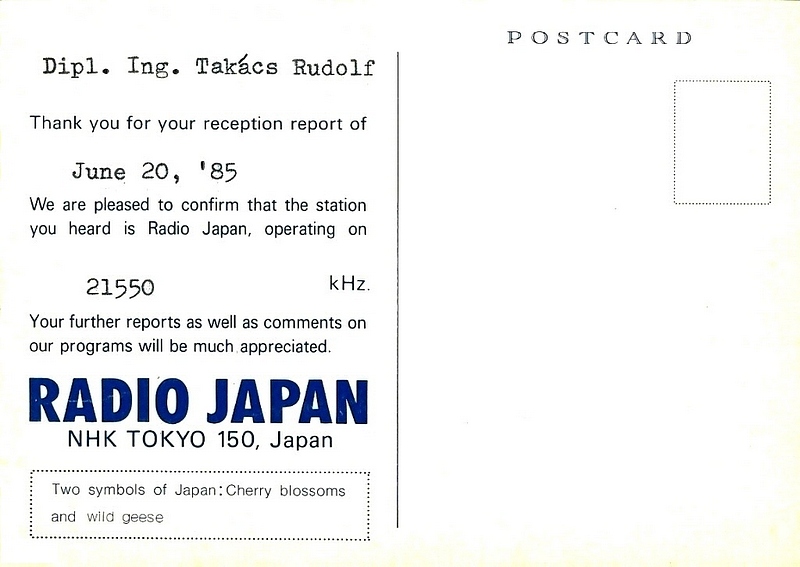 Dipl. Ing. Takács Rudolf
Thank you for your reception report of
June 20, '85
We are pleased to confirm that the station
you heard is Radio Japan, operating on
21550 kHz.
Your further reports as well as comments on
our programs will be much appreciated.
RADIO JAPAN
NHK TOKYO 150, Japan
Two symbols of Japan: Cherry blossoms
and wild geese
POSTCARD